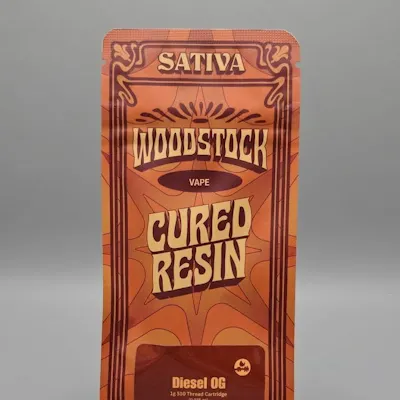 SATIVA
WOODSTOCK
VAPE
CURED
RESIN
Diesel OG
1g 510 Thread Cartridge